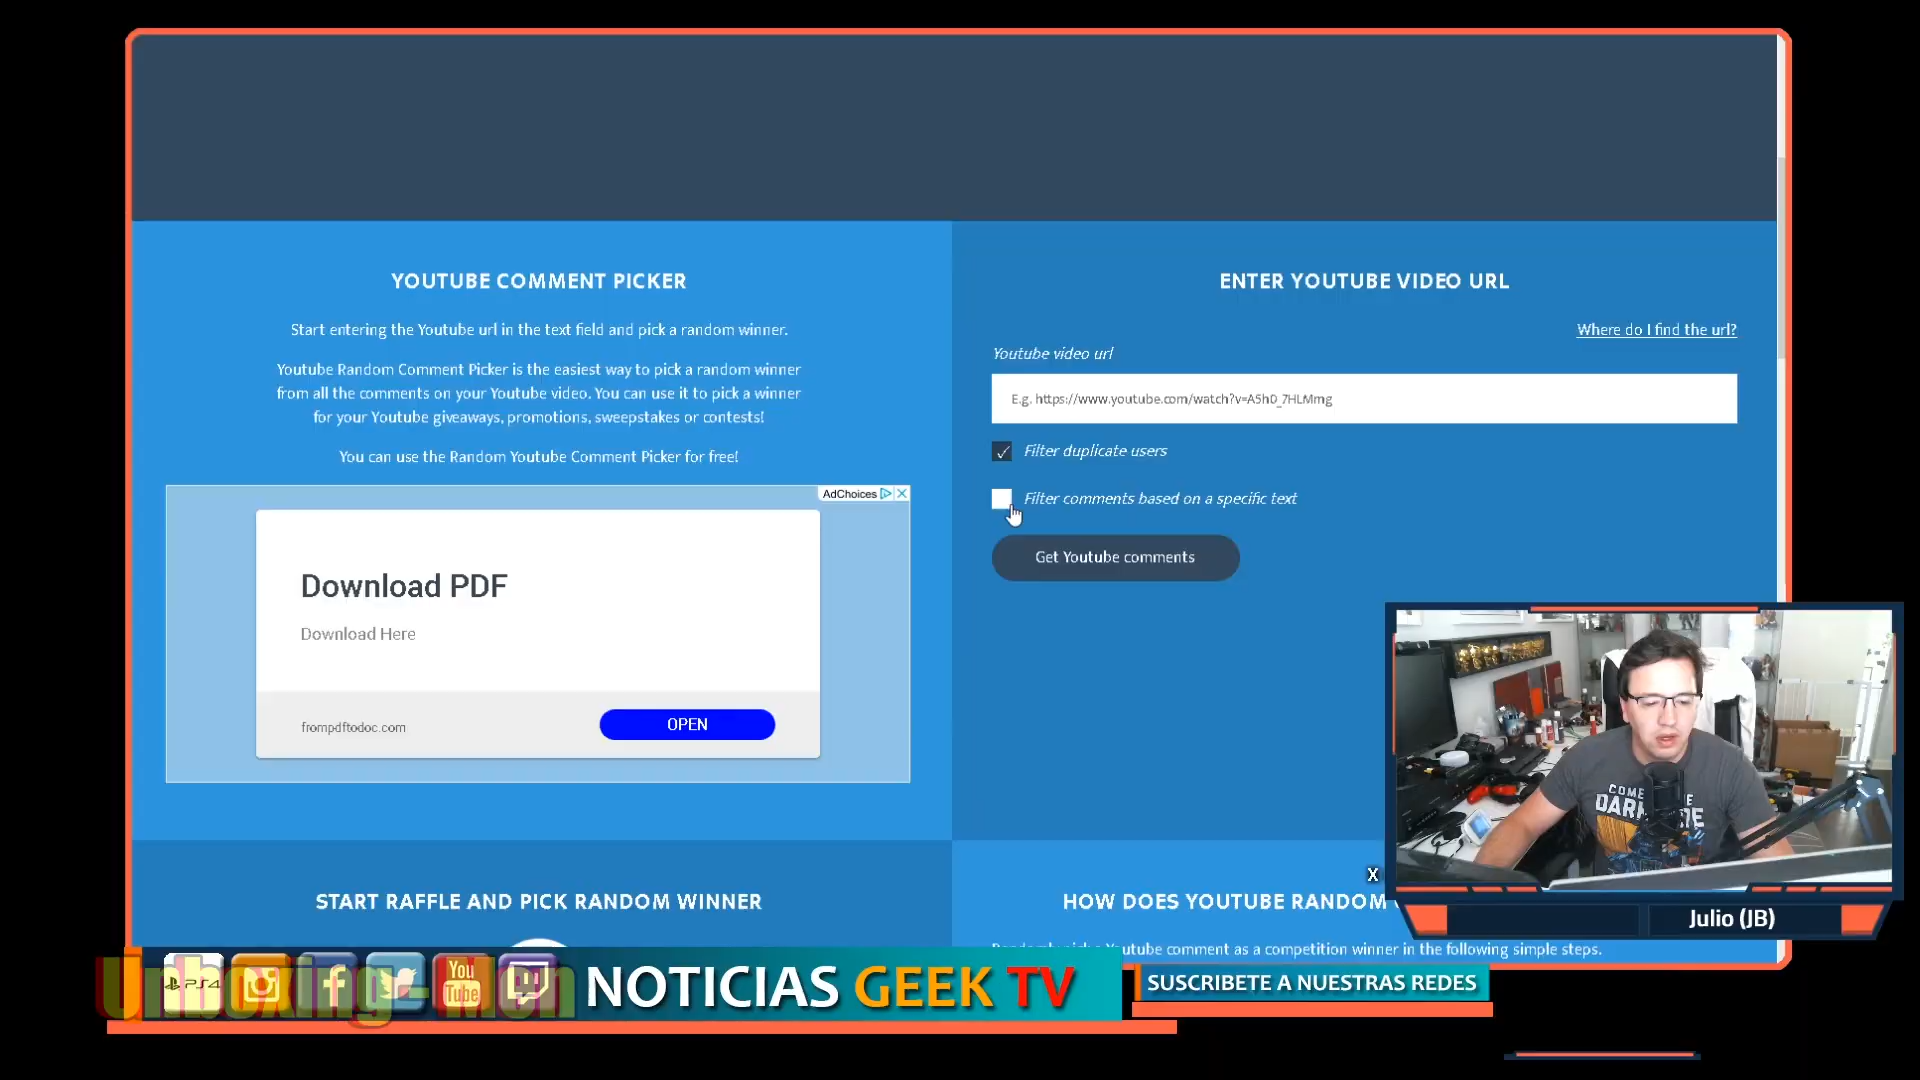 YOUTUBE COMMENT PICKER
Start entering the Youtube url in the text field and pick a random winner.
Youtube Random Comment Picker is the easiest way to pick a random winner
from all the comments on your Youtube video. You can use it to pick a winner
for your Youtube giveaways, promotions, sweepstakes or contests!
You can use the Random Youtube Comment Picker for free!
AdChoices
Download PDF
Download Here
frompdftodoc.com
OPEN
ENTER YOUTUBE VIDEO URL
Where do I find the url?
Youtube video url
E.g. https://www.youtube.com/watch?v=A5h0_7HLMmg
Filter duplicate users
Filter comments based on a specific text
Get Youtube comments
START RAFFLE AND PICK RANDOM WINNER
HOW DOES YOUTUBE RANDOM
Youtube comment as a competition winner in the following simple steps.
X
COME
DARK
Julio (JB)
Unboxing-Mon
PS4
You
Tube
NOTICIAS GEEK TV
SUSCRIBETE A NUESTRAS REDES